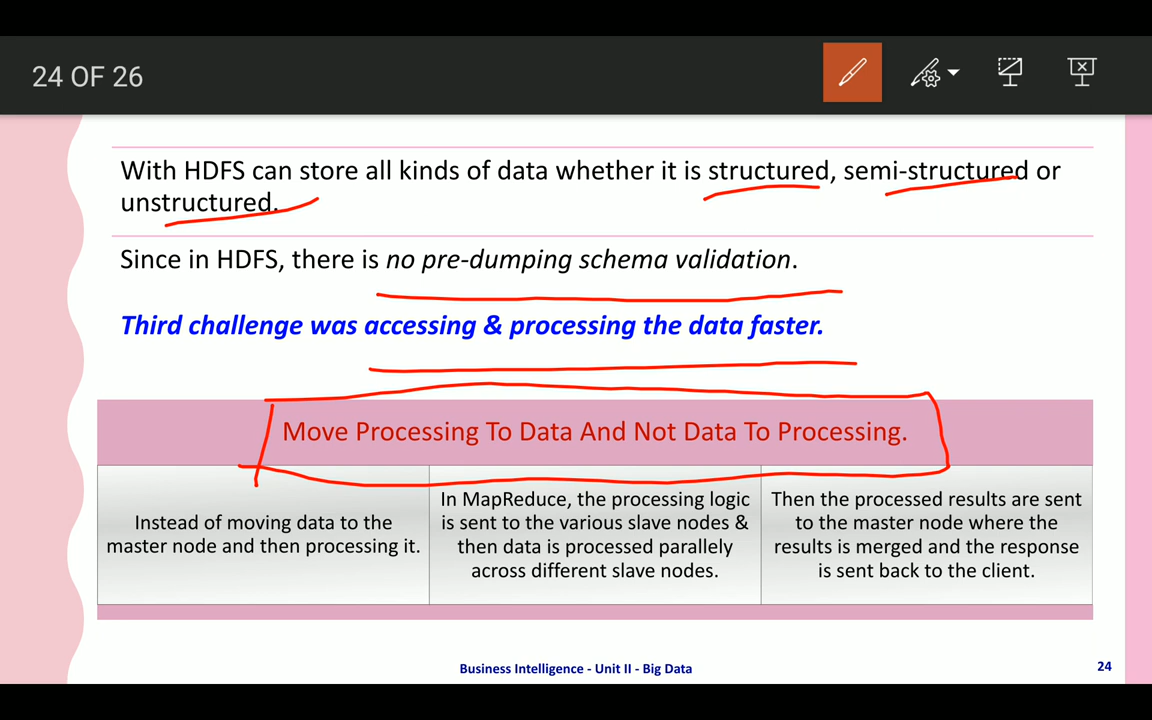 24 OF 26
With HDFS can store all kinds of data whether it is structured, semi-structured or
unstructured.
Since in HDFS, there is no pre-dumping schema validation.
Third challenge was accessing & processing the data faster.
Move Processing To Data And Not Data To Processing.
Instead of moving data to the
master node and then processing it.
In MapReduce, the processing logic
is sent to the various slave nodes &
then data is processed parallely
across different slave nodes.
Then the processed results are sent
to the master node where the
results is merged and the response
is sent back to the client.
Business Intelligence - Unit II - Big Data
24